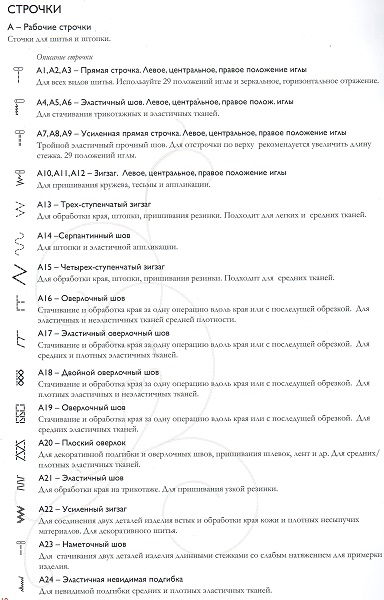 СТРОЧКИ
А – Рабочие строчки
Сточки для шитья и штопки.
Описание строчки
А1,А2,А3 – Прямая строчка. Левое, центральное, правое положение иглы
Для всех видов шитья. Используйте 29 положений иглы и зеркальное, горизонтальное отражение.
А4,А5,А6 – Эластичный шов. Левое, центральное, правое полож. иглы
Для стачивания трикотажных и эластичных тканей.
А7,А8,А9 – Усиленная прямая строчка. Левое, центральное, правое положение иглы
Тройной эластичный прочный шов. Для отстрочки по верху рекомендуется увеличить длину
стежка. 29 положений иглы.
А10,А11,А12 – Зигзаг. Левое, центральное, правое положение иглы
Для пришивания кружева, тесьмы и аппликации.
А13 – Трех-ступенчатый зигзаг
Для обработки края, штопки, пришивания резинки. Подходит для легких и средних тканей.
А14 –Серпантинный шов
Для штопки и эластичной аппликации.
А15 – Четырех-ступенчатый зигзаг
Для обработки края, штопки, пришивания резинки. Подходит для средних тканей.
А16 – Оверлочный шов
Стачивание и обработка края за одну операцию вдоль края или с последущей обрезкой. Для
эластичных и неэластичных тканей средней плотности.
А17 – Эластичный оверлочный шов
Стачивание и обработка края за одну операцию вдоль края или с последущей обрезкой. Для
средних и плотных эластичных тканей.
А18 – Двойной оверлочный шов
Стачивание и обработка края за одну операцию вдоль края или с последущей обрезкой. Для
плотных эластичных и неэластичных тканей.
А19 – Оверлочный шов
Стачивание и обработка края за одну операцию вдоль края или с последущей обрезкой. Для
средних эластичных тканей.
А20 – Плоский оверлок
Для декоративной подгибки и оверлочных швов, пришивания шлевок, лент и др. Для средних/
плотных эластичных тканей.
А21 – Эластичный шов
Для обработки края на трикотаже. Для пришивания узкой резинки.
А22 – Усиленный зигзаг
Для соединения двух деталей изделия встык и обработки края кожи и плотных несыпучих
материалов. Для декоративного шитья.
А23 – Наметочный шов
Для стачивания двух деталей изделия длинными стежками со слабым натяжением для примерки
изделия.
А24 – Эластичная невидимая подгибка
Для невидимой подгибки средних и плотных эластичных тканей.